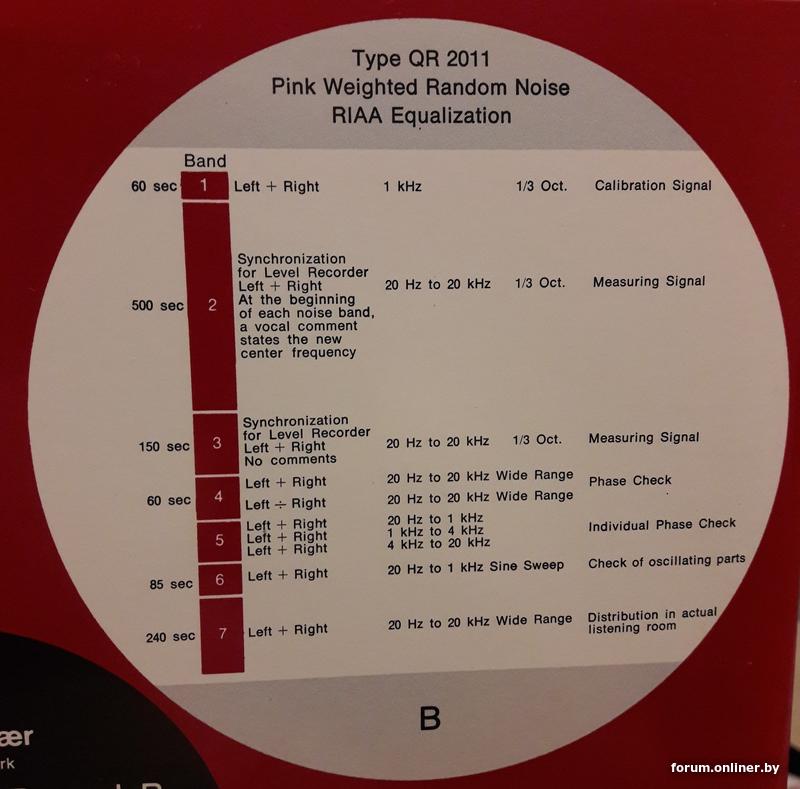 Type QR 2011
Pink Weighted Random Noise
RIAA Equalization
Band
60 sec 1 Left + Right 1 kHz 1/3 Oct. Calibration Signal
Synchronization
for Level Recorder
Left + Right 20 Hz to 20 kHz 1/3 Oct. Measuring Signal
At the beginning
500 sec 2 of each noise band,
a vocal comment
states the new
center frequency
Synchronization
for Level Recorder
150 sec 3 Left + Right 20 Hz to 20 kHz 1/3 Oct. Measuring Signal
No comments
Left + Right 20 Hz to 20 kHz Wide Range Phase Check
60 sec 4 Left ÷ Right 20 Hz to 20 kHz Wide Range
Left + Right 20 Hz to 1 kHz
5 Left + Right 1 kHz to 4 kHz Individual Phase Check
Left + Right 4 kHz to 20 kHz
85 sec 6 Left + Right 20 Hz to 1 kHz Sine Sweep Check of oscillating parts
240 sec 7 Left + Right 20 Hz to 20 kHz Wide Range Distribution in actual
listening room
B
ær
rk
forum.onliner.by